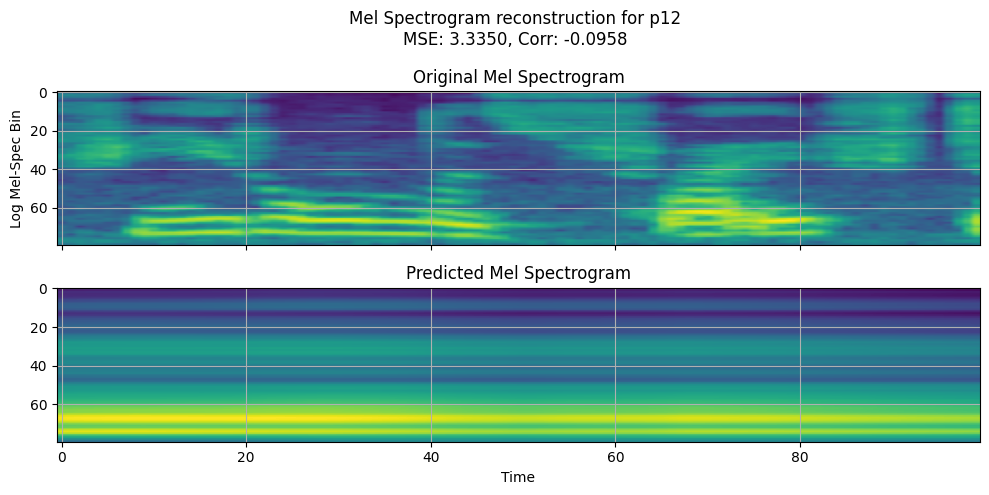 Mel Spectrogram reconstruction for p12
MSE: 3.3350, Corr: -0.0958
Original Mel Spectrogram
Log Mel-Spec Bin
0
20
40
60
Predicted Mel Spectrogram
0
20
40
60
0 20 40 60 80
Time